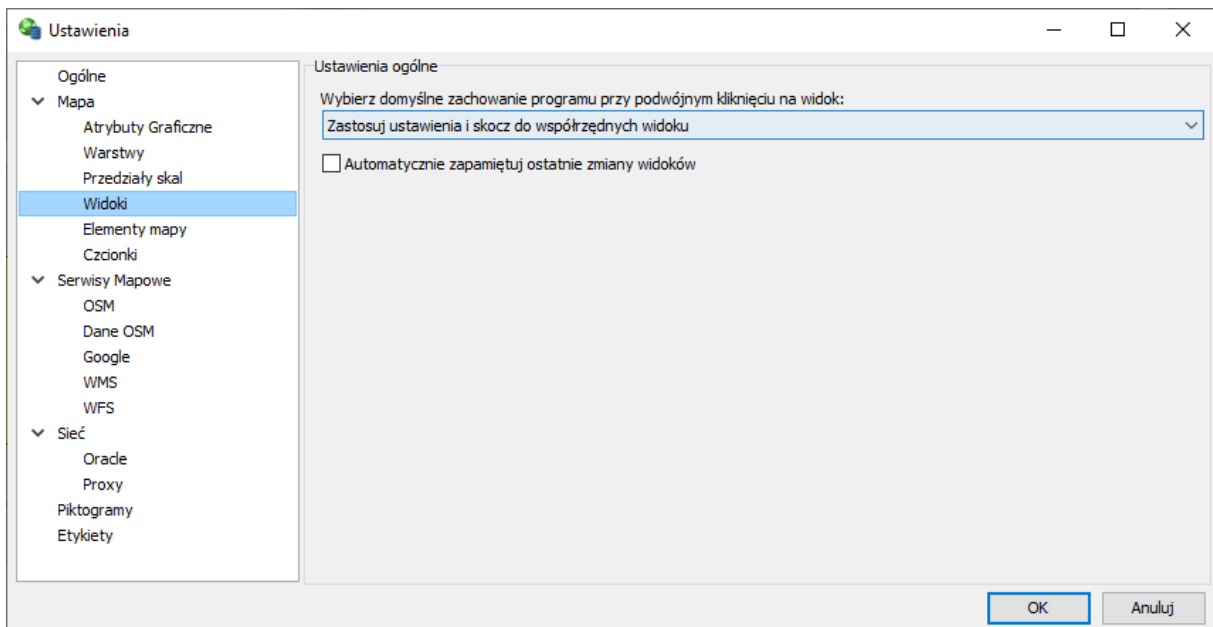 Ustawienia
Ogólne
Mapa
Atrybuty Graficzne
Warstwy
Przedziały skal
Widoki
Elementy mapy
Czcionki
Serwisy Mapowe
OSM
Dane OSM
Google
WMS
WFS
Sieć
Oracle
Proxy
Piktogramy
Etykiety
Ustawienia ogólne
Wybierz domyślne zachowanie programu przy podwójnym kliknięciu na widok:
Zastosuj ustawienia i skocz do współrzędnych widoku
Automatycznie zapamiętuj ostatnie zmiany widoków
OK
Anuluj